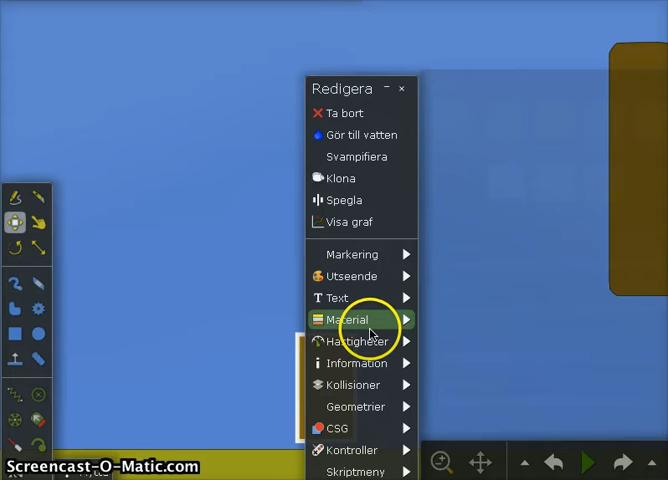 Redigera
Ta bort
Gör till vatten
Svampifiera
Klona
Spegla
Visa graf
Markering
Utseende
Text
Material
Hastigheter
Information
Kollisioner
Geometrier
CSG
Kontroller
Skriptmeny
Screencast-O-Matic.com